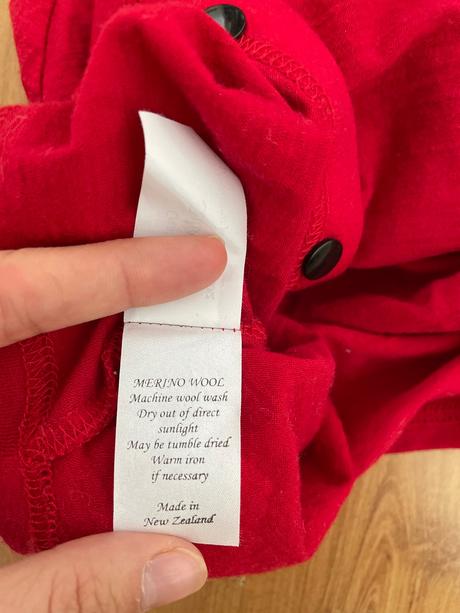 MERINO WOOL
Machine wool wash
Dry out of direct
sunlight
May be tumble dried
Warm iron
if necessary
Made in
New Zealand